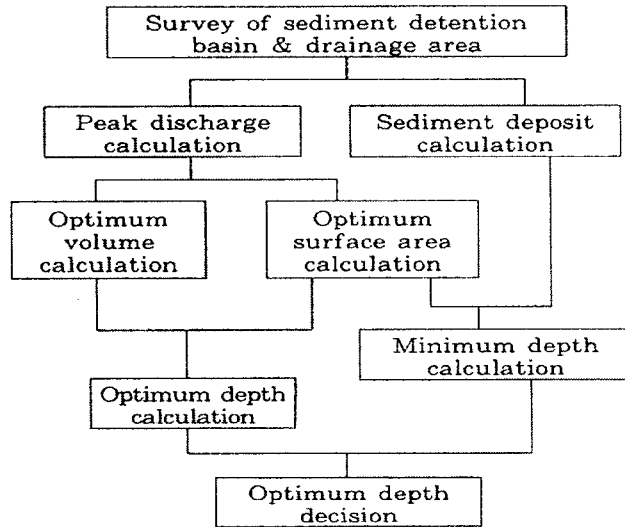 Survey of sediment detention
basin & drainage area
Peak discharge
calculation
Sediment deposit
calculation
Optimum
volume
calculation
Optimum
surface area
calculation
Minimum depth
calculation
Optimum depth
calculation
Optimum depth
decision